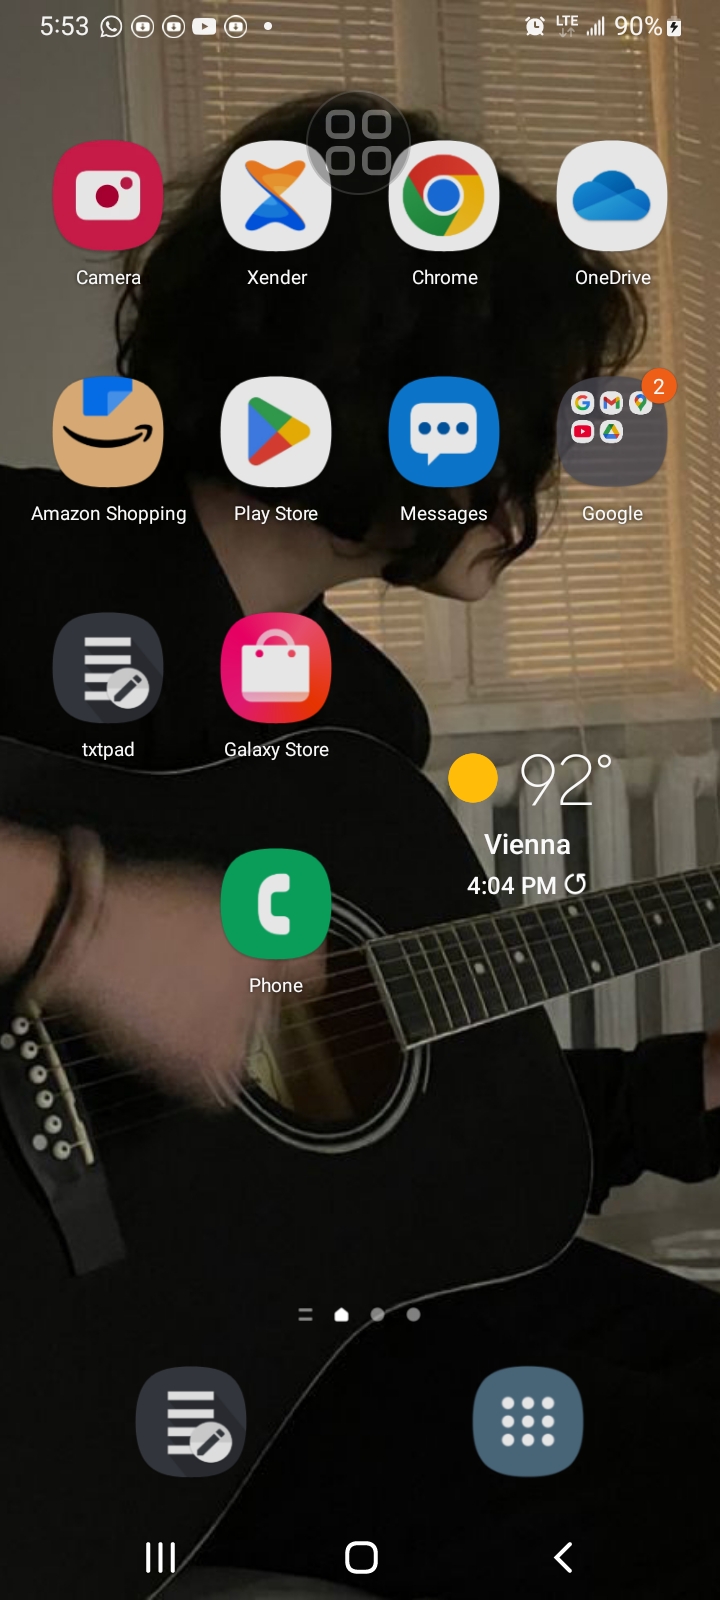 5:53
LTE
90%
Camera
Xender
Chrome
OneDrive
2
Amazon Shopping
Play Store
Messages
Google
txtpad
Galaxy Store
92°
Vienna
4:04 PM
Phone